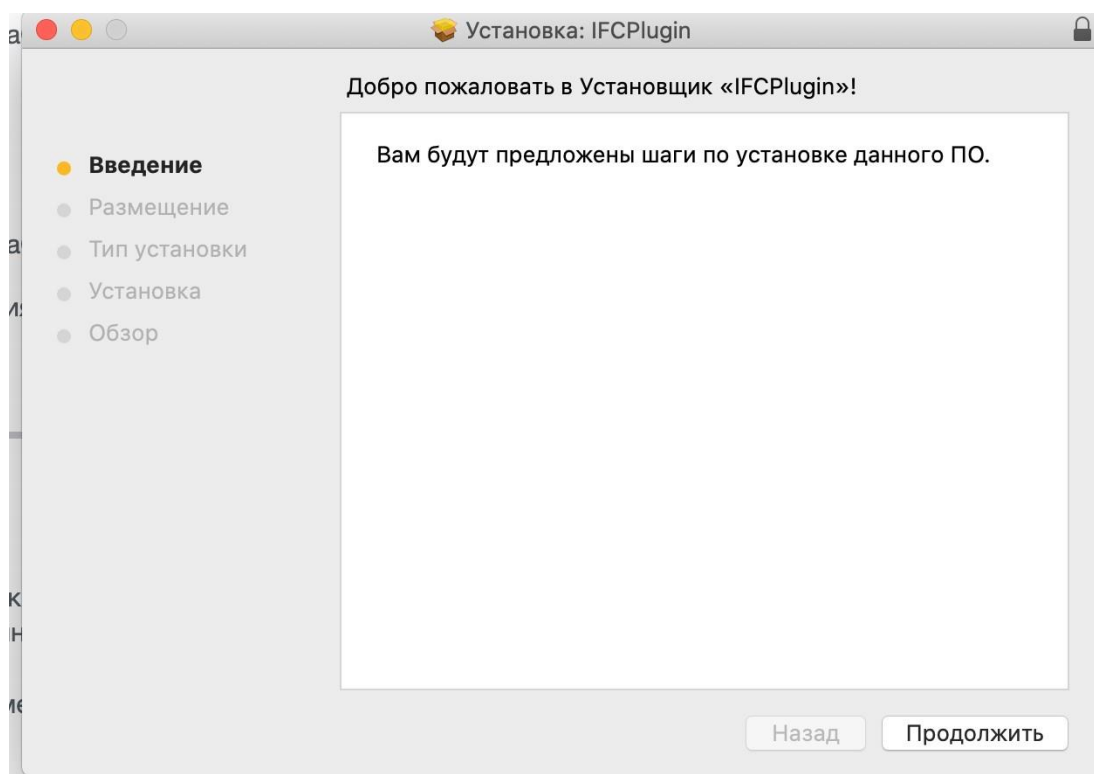 Установка: IFCPlugin
Добро пожаловать в Установщик «IFCPlugin»!
Введение
Размещение
Тип установки
Установка
Обзор
Вам будут предложены шаги по установке данного ПО.
Назад
Продолжить